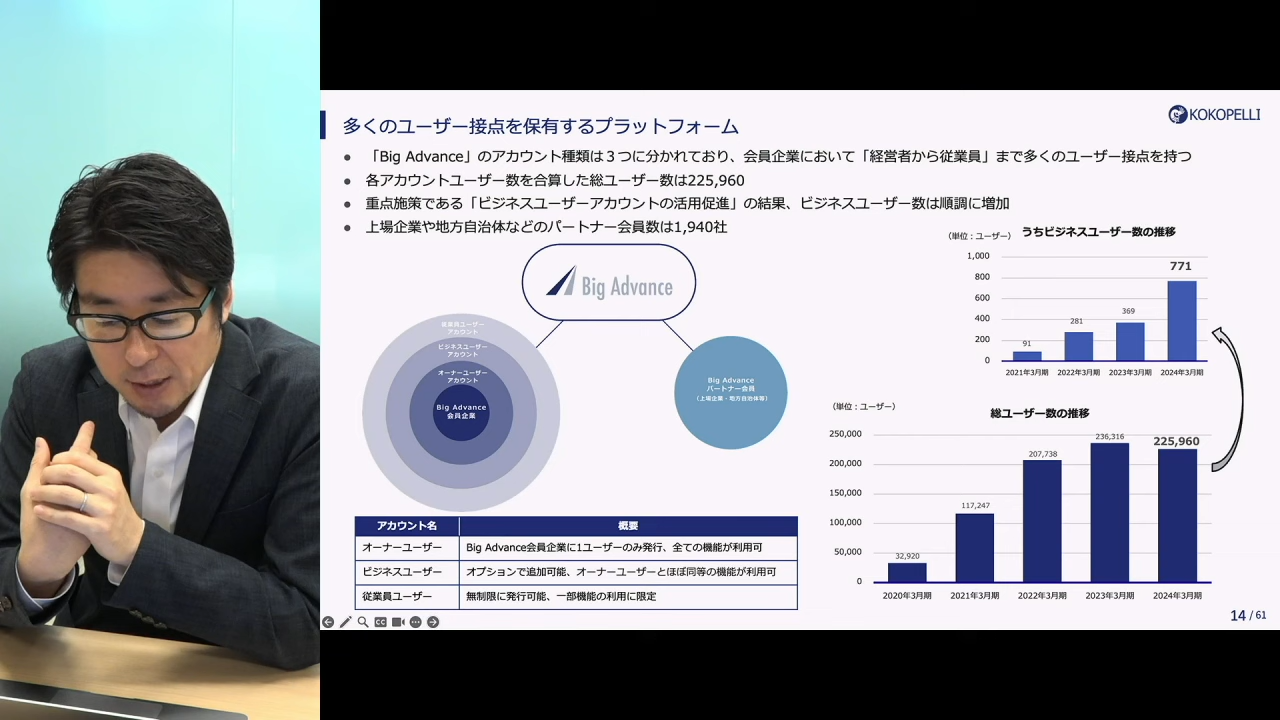 KOKOPELLI
多くのユーザー接点を保有するプラットフォーム
● 「Big Advance」のアカウント種類は３つに分かれており、会員企業において「経営者から従業員」まで多くのユーザー接点を持つ
● 各アカウントユーザー数を合算した総ユーザー数は225,960
● 重点施策である「ビジネスユーザーアカウントの活用促進」の結果、ビジネスユーザー数は順調に増加
● 上場企業や地方自治体などのパートナー会員数は1,940社
Big Advance
従業員ユーザー
アカウント
ビジネスユーザー
アカウント
オーナーユーザー
アカウント
Big Advance
会員企業
Big Advance
パートナー会員
（上場企業・地方自治体等）
（単位：ユーザー） うちビジネスユーザー数の推移
1,000
800
600
400
200
0
91
281
369
771
2021年3月期 2022年3月期 2023年3月期 2024年3月期
（単位：ユーザー）
総ユーザー数の推移
250,000
200,000
150,000
100,000
50,000
0
32,920
117,247
207,738
236,316
225,960
2020年3月期 2021年3月期 2022年3月期 2023年3月期 2024年3月期
アカウント名 概要
オーナーユーザー Big Advance会員企業に1ユーザーのみ発行、全ての機能が利用可
ビジネスユーザー オプションで追加可能、オーナーユーザーとほぼ同等の機能が利用可
従業員ユーザー 無制限に発行可能、一部機能の利用に限定
CC
14 / 61